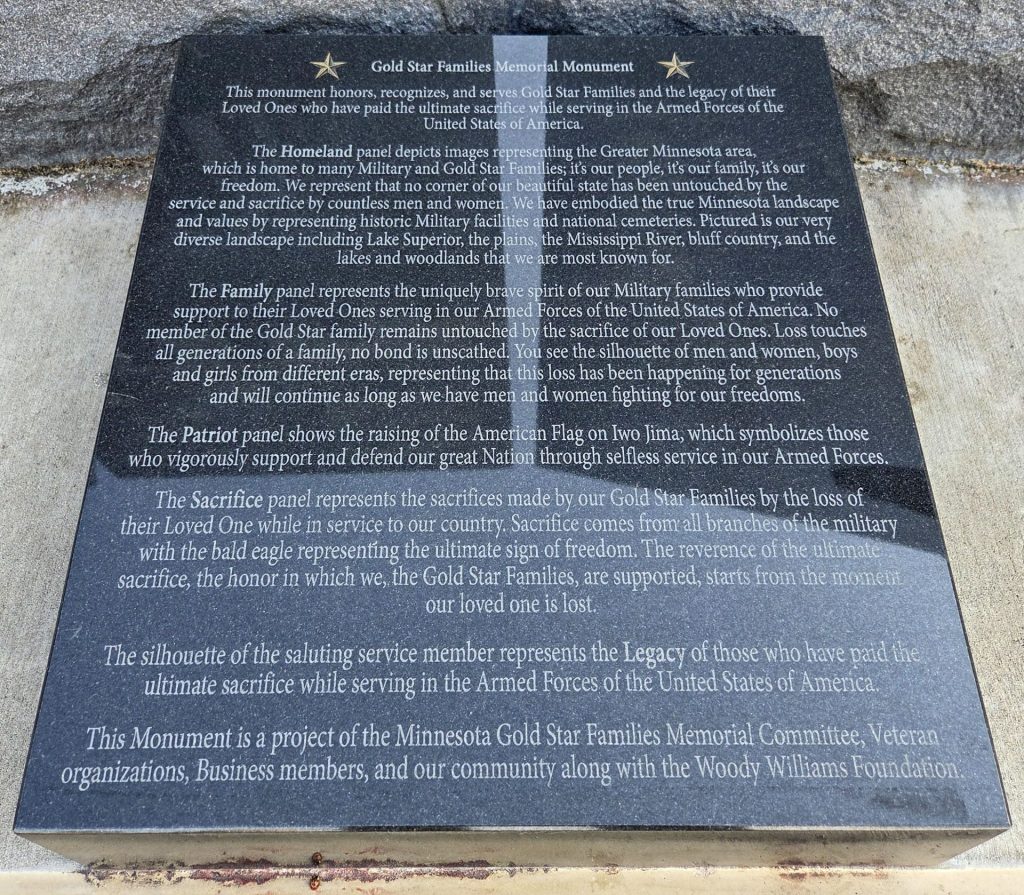 Gold Star Families Memorial Monument
This monument honors, recognizes, and serves Gold Star Families and the legacy of their
Loved Ones who have paid the ultimate sacrifice while serving in the Armed Forces of the
United States of America.
The Homeland panel depicts images representing the Greater Minnesota area,
which is home to many Military and Gold Star Families; it's our people, it's our family, it's our
freedom. We represent that no corner of our beautiful state has been untouched by the
service and sacrifice by countless men and women. We have embodied the true Minnesota landscape
and values by representing historic Military facilities and national cemeteries. Pictured is our very
diverse landscape including Lake Superior, the plains, the Mississippi River, bluff country, and the
lakes and woodlands that we are most known for.
The Family panel represents the uniquely brave spirit of our Military families who provide
support to their Loved Ones serving in our Armed Forces of the United States of America. No
member of the Gold Star family remains untouched by the sacrifice of our Loved Ones. Loss touches
all generations of a family, no bond is unscathed. You see the silhouette of men and women, boys
and girls from different eras, representing that this loss has been happening for generations
and will continue as long as we have men and women fighting for our freedoms.
The Patriot panel shows the raising of the American Flag on Iwo Jima, which symbolizes those
who vigorously support and defend our great Nation through selfless service in our Armed Forces.
The Sacrifice panel represents the sacrifices made by our Gold Star Families by the loss of
their Loved One while in service to our country. Sacrifice comes from all branches of the military
with the bald eagle representing the ultimate sign of freedom. The reverence of the ultimate
sacrifice, the honor in which we, the Gold Star Families, are supported, starts from the moment
our loved one is lost.
The silhouette of the saluting service member represents the Legacy of those who have paid the
ultimate sacrifice while serving in the Armed Forces of the United States of America.
This Monument is a project of the Minnesota Gold Star Families Memorial Committee, Veteran
organizations, Business members, and our community along with the Woody Williams Foundation.